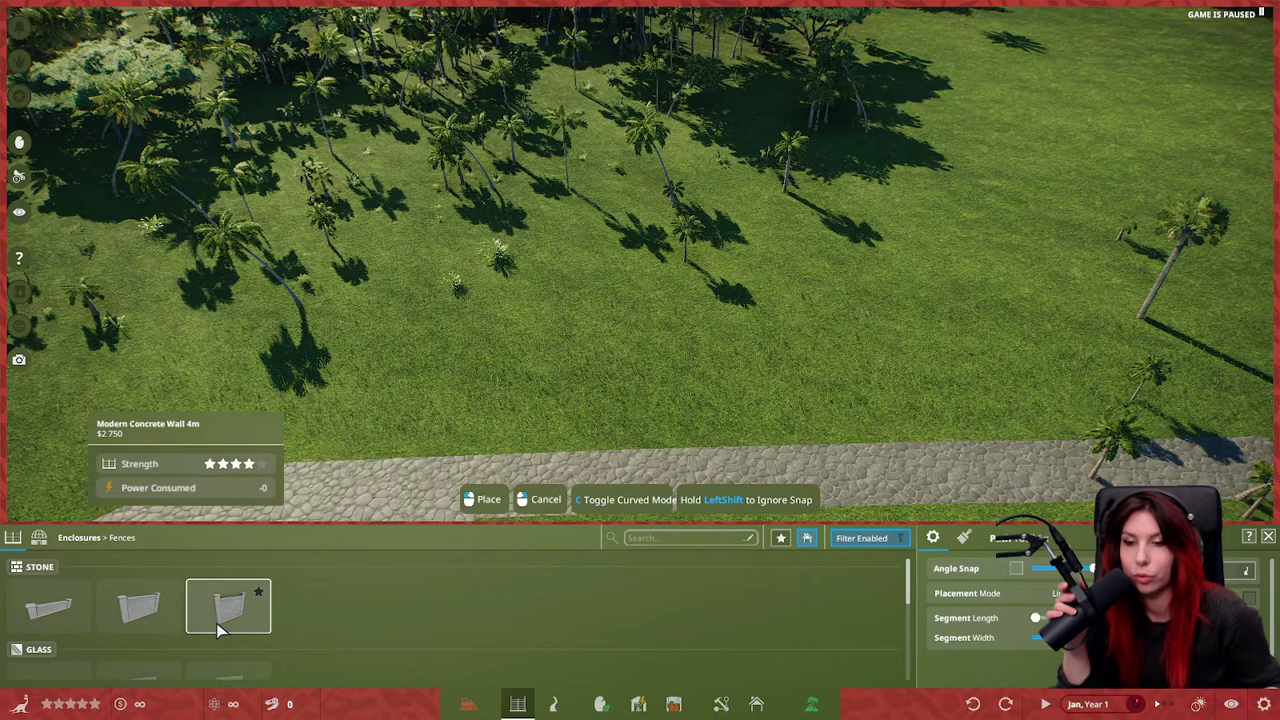 GAME IS PAUSED
?
Modern Concrete Wall 4m
$2 750
Strength
Power Consumed -0
Place Cancel C Toggle Curved Mode Hold LeftShift to Ignore Snap
Enclosures > Fences Search... Filter Enabled ?
STONE
Angle Snap
Placement Mode
Segment Length
Segment Width
GLASS
$ ∞ ∞ 0 Jan, Year 1